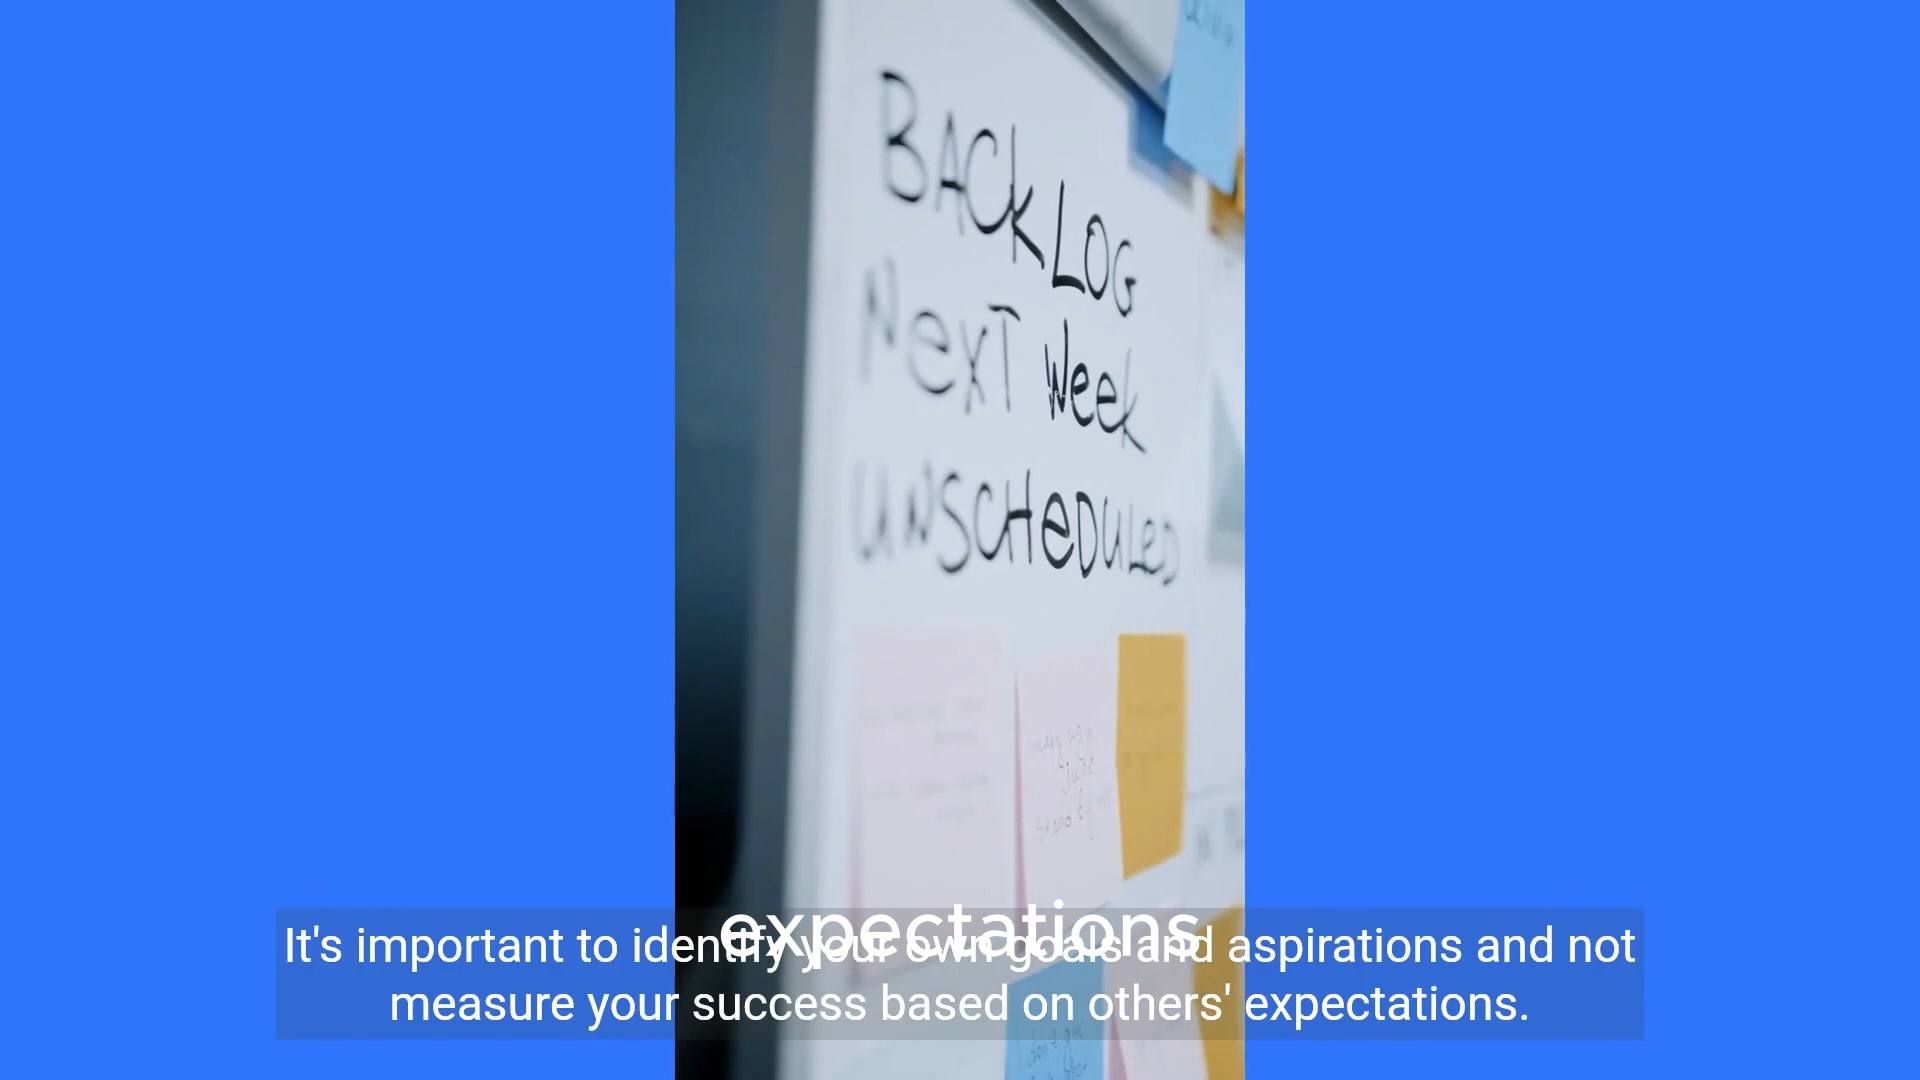 BACKLOG
NexT Week
UNSCHeDULeD
expectations
It's important to identify your own goals and aspirations and not
measure your success based on others' expectations.